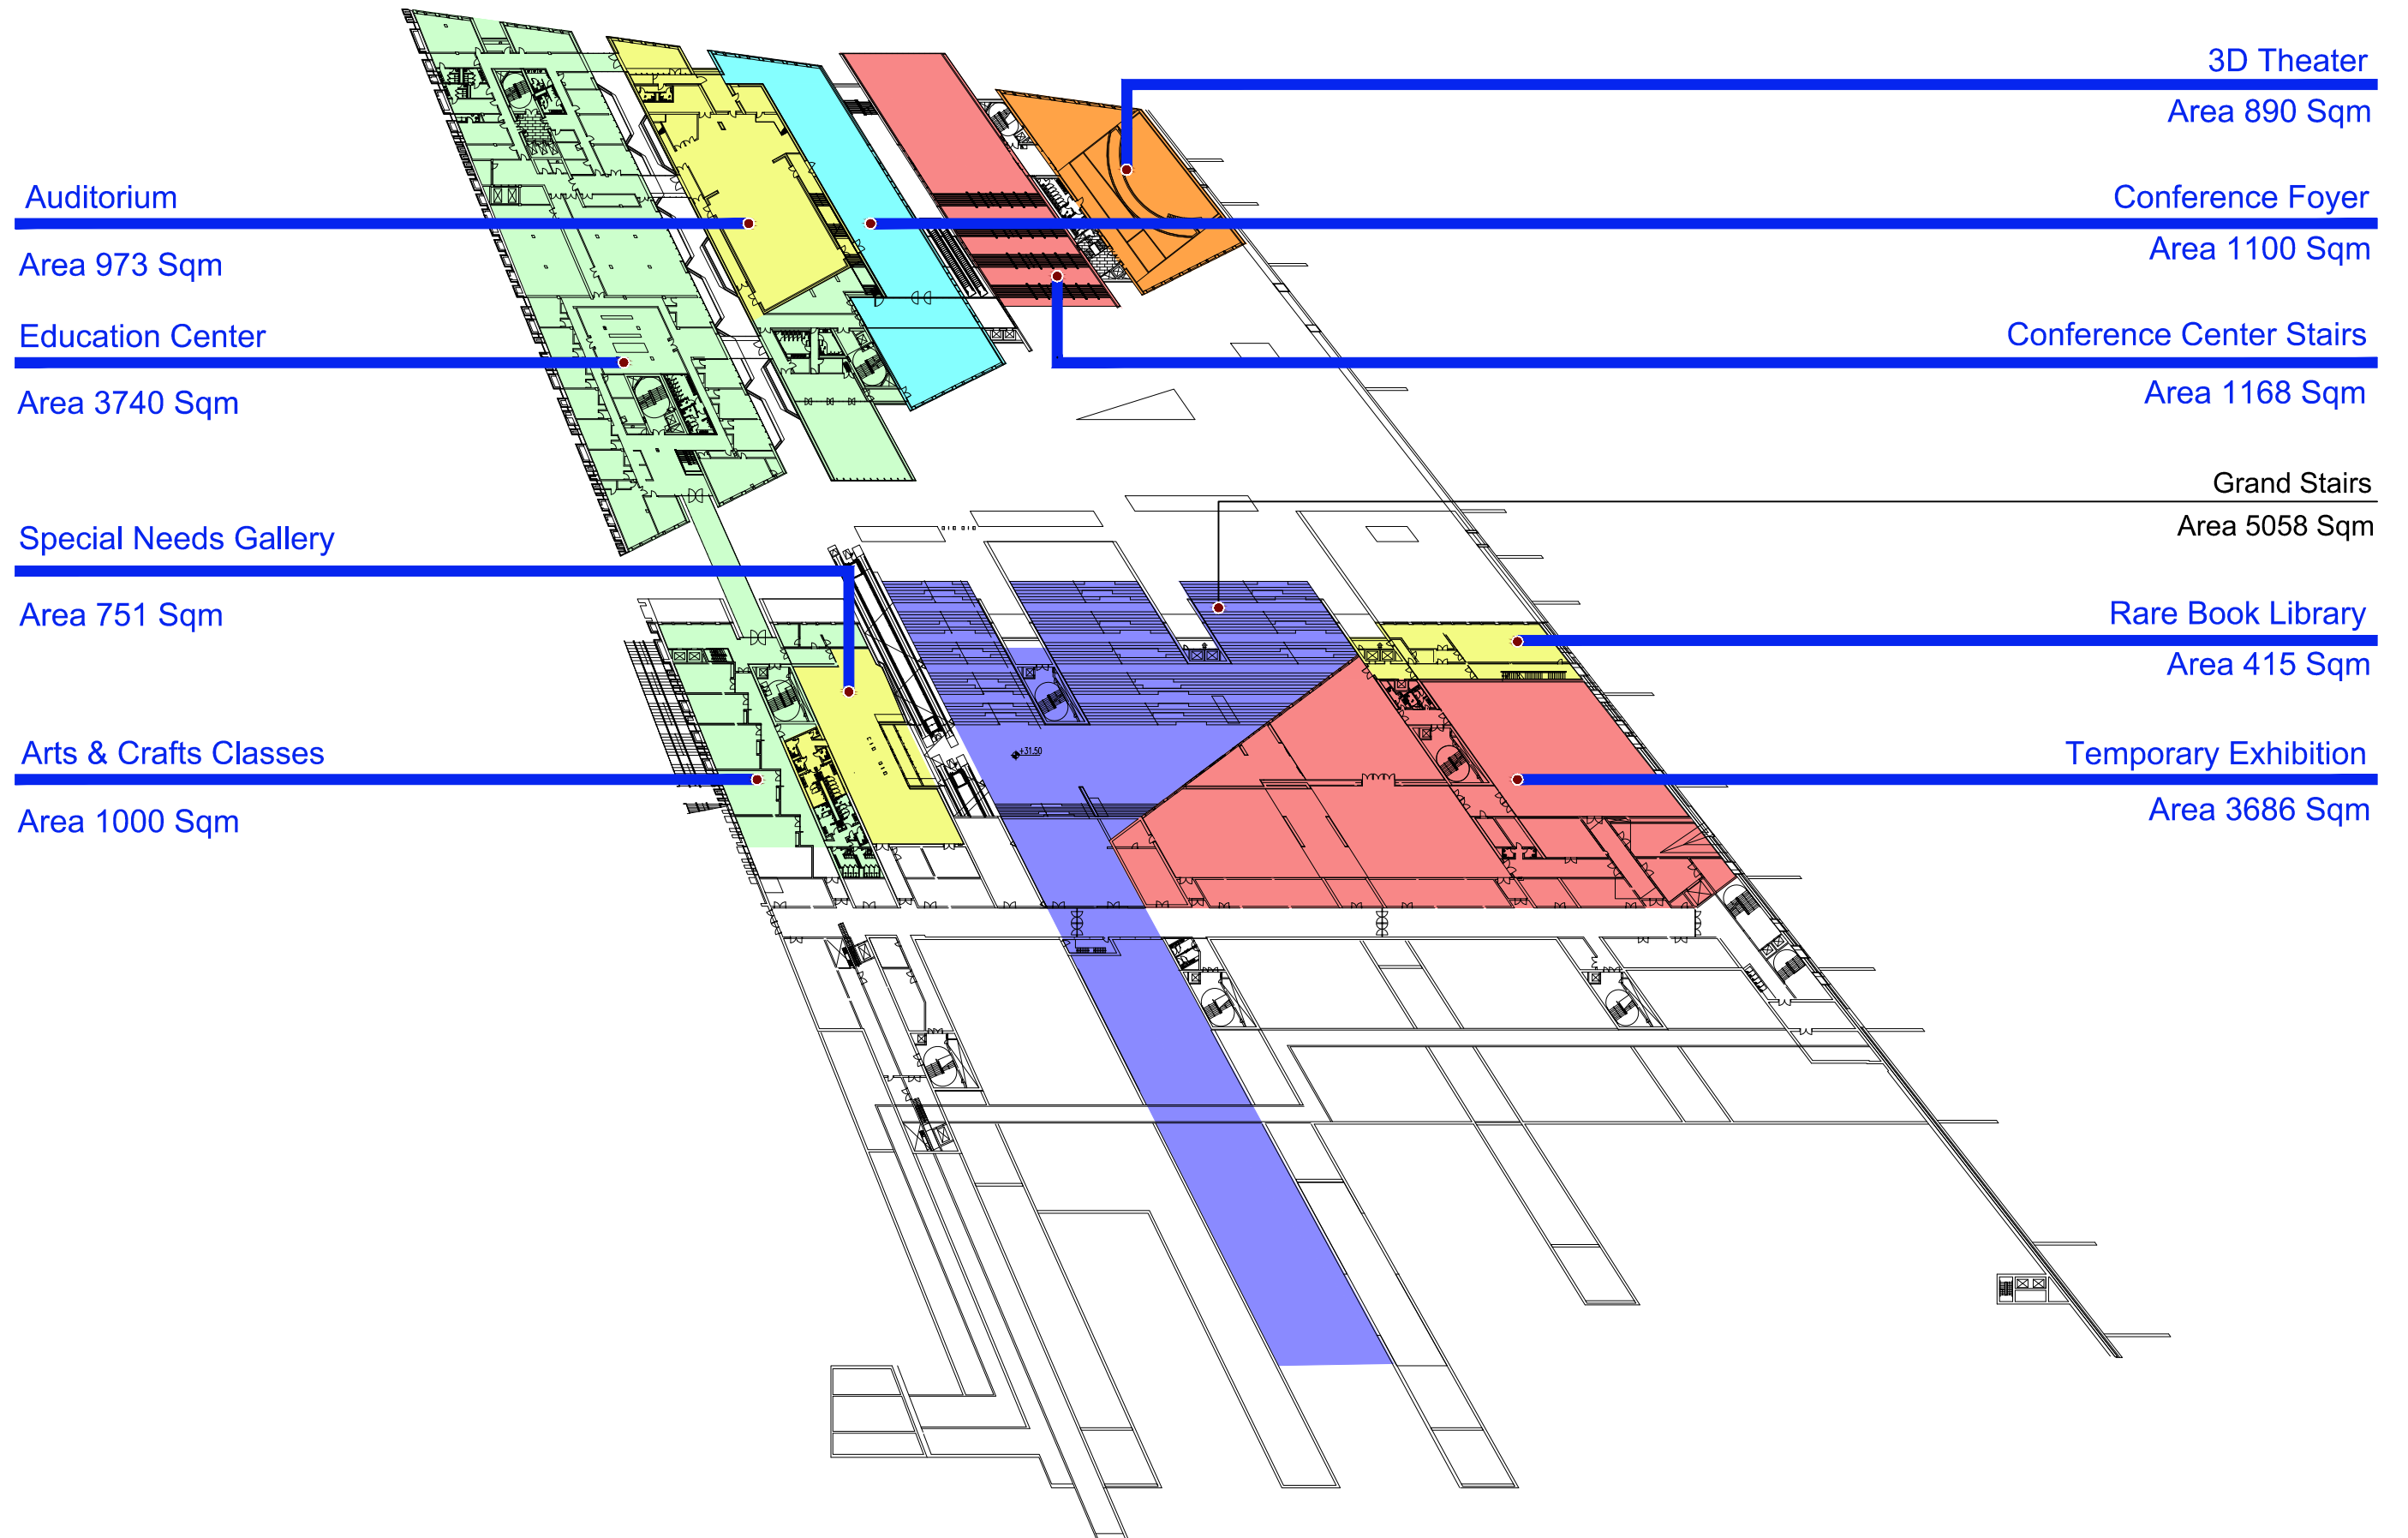 3D Theater
Area 890 Sqm
Auditorium
Area 973 Sqm
Conference Foyer
Area 1100 Sqm
Education Center
Area 3740 Sqm
Conference Center Stairs
Area 1168 Sqm
Grand Stairs
Area 5058 Sqm
Special Needs Gallery
Area 751 Sqm
Rare Book Library
Area 415 Sqm
Arts & Crafts Classes
Area 1000 Sqm
+31.50
Temporary Exhibition
Area 3686 Sqm